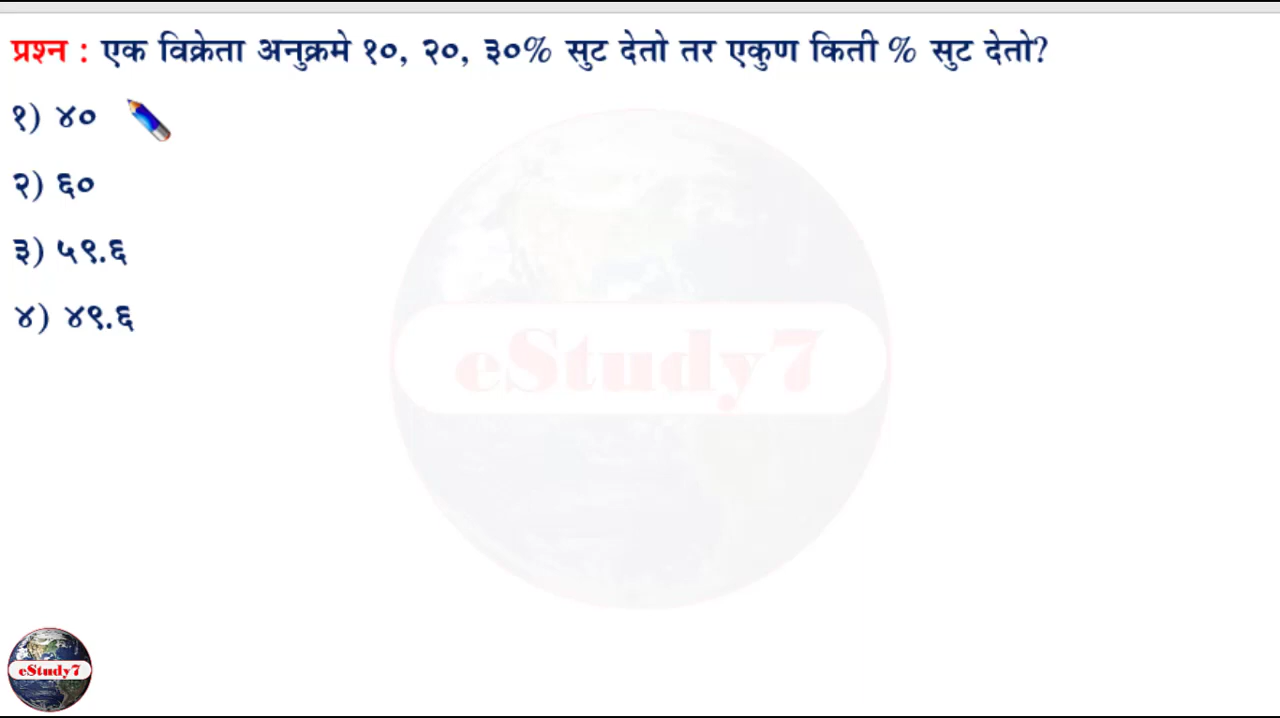 प्रश्न : एक विक्रेता अनुक्रमे १०, २०, ३०% सुट देतो तर एकुण किती % सुट देतो?
१) ४०
२) ६०
३) ५९.६
४) ४९.६
eStudy7
eStudy7